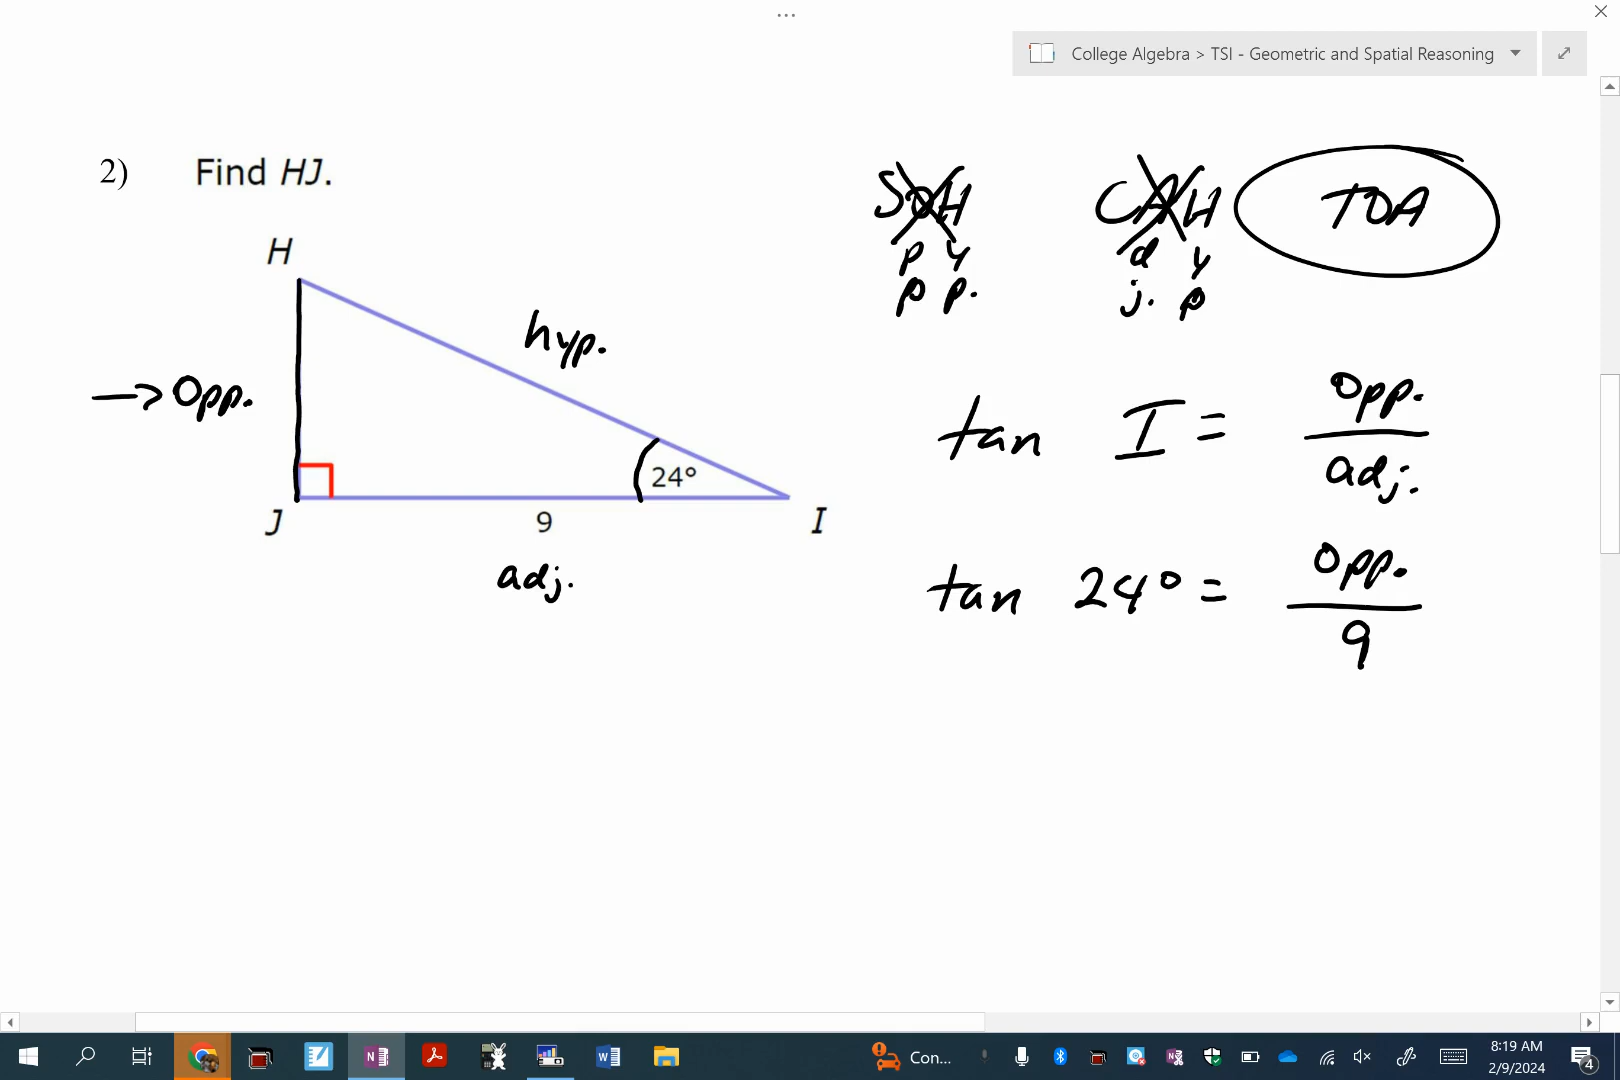 ...
College Algebra > TSI - Geometric and Spatial Reasoning
2) Find HJ.
SOH CAH TOA
p y d y
p p. j. p
H
hyp.
→ Opp.
24°
J 9 I
adj.
tan I = Opp. / adj.
tan 24° = Opp. / 9
Con...
8:19 AM
2/9/2024
4